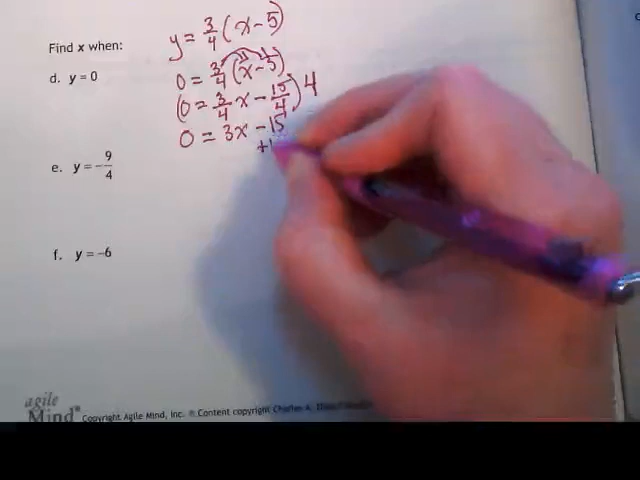 y = 3/4 (x - 5)
Find x when:
d. y = 0
0 = 3/4 (x - 5)
(0 = 3/4 x - 15/4) 4
0 = 3x - 15
+1
e. y = -9/4
f. y = -6
agile
Mind® Copyright Agile Mind, Inc. ® Content copyright Charles A.